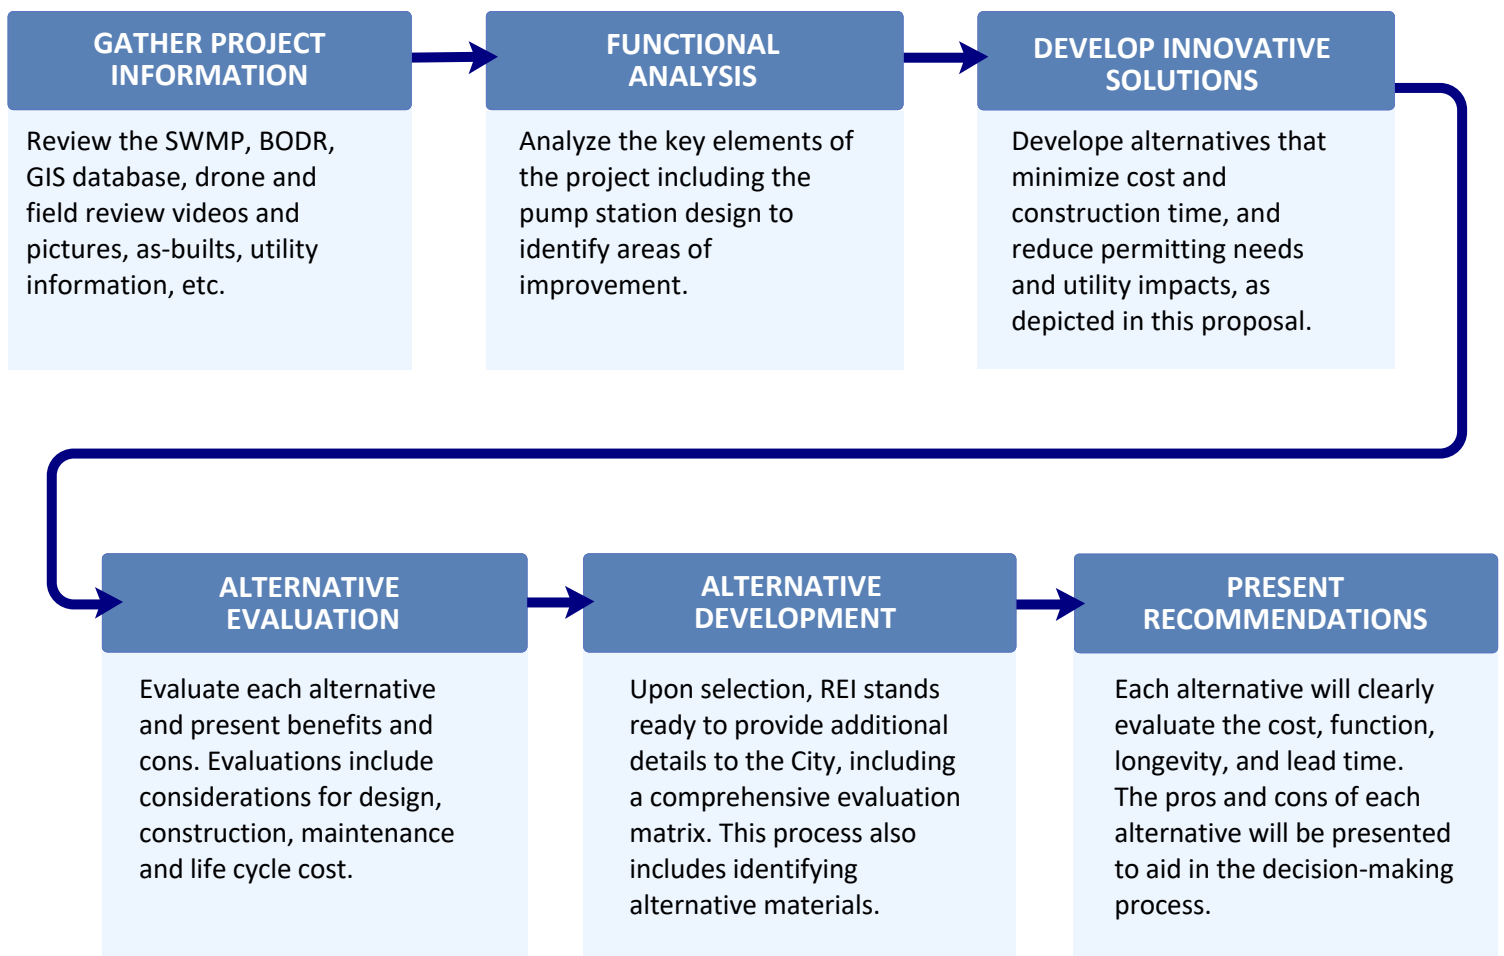 GATHER PROJECT
INFORMATION
Review the SWMP, BODR,
GIS database, drone and
field review videos and
pictures, as-builts, utility
information, etc.
FUNCTIONAL
ANALYSIS
Analyze the key elements of
the project including the
pump station design to
identify areas of
improvement.
DEVELOP INNOVATIVE
SOLUTIONS
Develope alternatives that
minimize cost and
construction time, and
reduce permitting needs
and utility impacts, as
depicted in this proposal.
ALTERNATIVE
EVALUATION
Evaluate each alternative
and present benefits and
cons. Evaluations include
considerations for design,
construction, maintenance
and life cycle cost.
ALTERNATIVE
DEVELOPMENT
Upon selection, REI stands
ready to provide additional
details to the City, including
a comprehensive evaluation
matrix. This process also
includes identifying
alternative materials.
PRESENT
RECOMMENDATIONS
Each alternative will clearly
evaluate the cost, function,
longevity, and lead time.
The pros and cons of each
alternative will be presented
to aid in the decision-making
process.